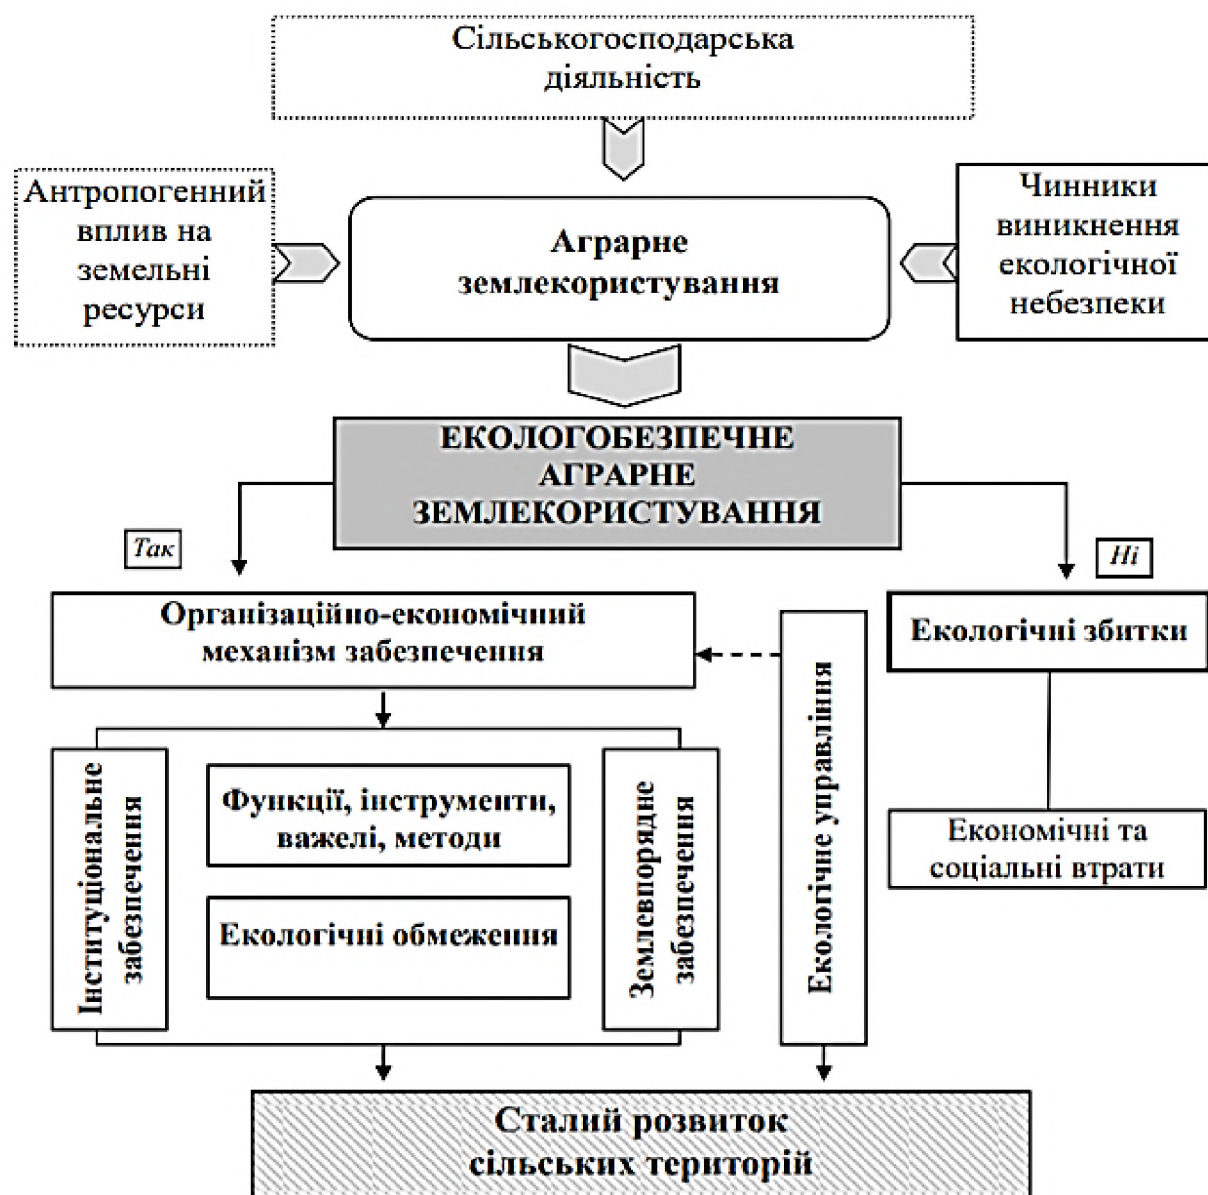 Сільськогосподарська
діяльність
Антропогенний
вплив на
земельні
ресурси
Аграрне
землекористування
Чинники
виникнення
екологічної
небезпеки
ЕКОЛОГОБЕЗПЕЧНЕ
АГРАРНЕ
ЗЕМЛЕКОРИСТУВАННЯ
Так
Ні
Організаційно-економічний
механізм забезпечення
Екологічні збитки
Інституціональне
забезпечення
Функції, інструменти,
важелі, методи
Екологічні обмеження
Землевпорядне
забезпечення
Екологічне управління
Економічні та
соціальні втрати
Сталий розвиток
сільських територій